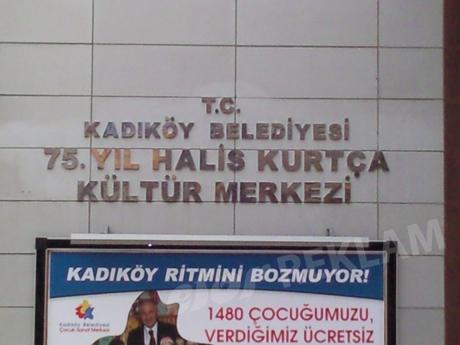 T.C.
KADIKÖY BELEDİYESİ
75.YIL HALİS KURTÇA
KÜLTÜR MERKEZİ
KADIKÖY RİTMİNİ BOZMUYOR!
1480 ÇOCUĞUMUZU,
VERDİĞİMİZ ÜCRETSİZ
Kadıköy Belediyesi
Çocuk Sanat Merkezi
REKLAM